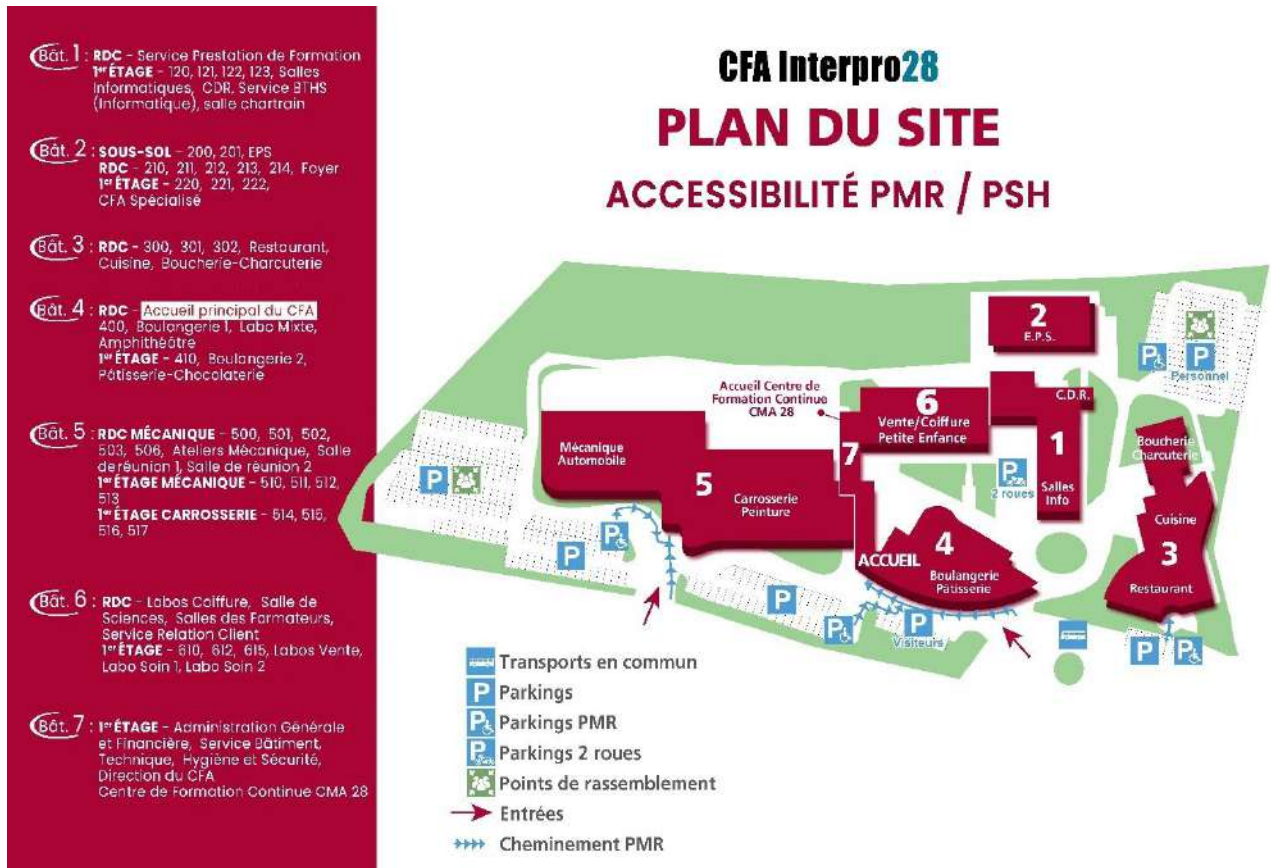 Bât. 1 : RDC - Service Prestation de Formation
1er ÉTAGE - 120, 121, 122, 123, Salles
Informatiques, CDR, Service BTHS
(Informatique), salle chartrain
Bât. 2 : SOUS-SOL - 200, 201, EPS
RDC - 210, 211, 212, 213, 214, Foyer
1er ÉTAGE - 220, 221, 222,
CFA Spécialisé
Bât. 3 : RDC - 300, 301, 302, Restaurant,
Cuisine, Boucherie-Charcuterie
Bât. 4 : RDC - Accueil principal du CFA
400, Boulangerie 1, Labo Mixte,
Amphithéâtre
1er ÉTAGE - 410, Boulangerie 2,
Pâtisserie-Chocolaterie
Bât. 5 : RDC MÉCANIQUE - 500, 501, 502,
503, 506, Ateliers Mécanique, Salle
de réunion 1, Salle de réunion 2
1er ÉTAGE MÉCANIQUE - 510, 511, 512,
513
1er ÉTAGE CARROSSERIE - 514, 515,
516, 517
Bât. 6 : RDC - Labos Coiffure, Salle de
Sciences, Salles des Formateurs,
Service Relation Client
1er ÉTAGE - 610, 612, 615, Labos Vente,
Labo Soin 1, Labo Soin 2
Bât. 7 : 1er ÉTAGE - Administration Générale
et Financière, Service Bâtiment,
Technique, Hygiène et Sécurité,
Direction du CFA
Centre de Formation Continue CMA 28
CFA Interpro28
PLAN DU SITE
ACCESSIBILITÉ PMR / PSH
2
E.P.S.
P
P
Personnel
Accueil Centre de
Formation Continue
CMA 28
6
Vente/Coiffure
Petite Enfance
C.D.R.
1
Salles
Info
Boucherie
Charcuterie
Cuisine
3
Restaurant
Mécanique
Automobile
5
Carrosserie
Peinture
7
P
2 roues
4
ACCUEIL
Boulangerie
Pâtisserie
P
P
P
P
P
P
Visiteurs
P
P
Transports en commun
P Parkings
P Parkings PMR
P Parkings 2 roues
Points de rassemblement
Entrées
Cheminement PMR